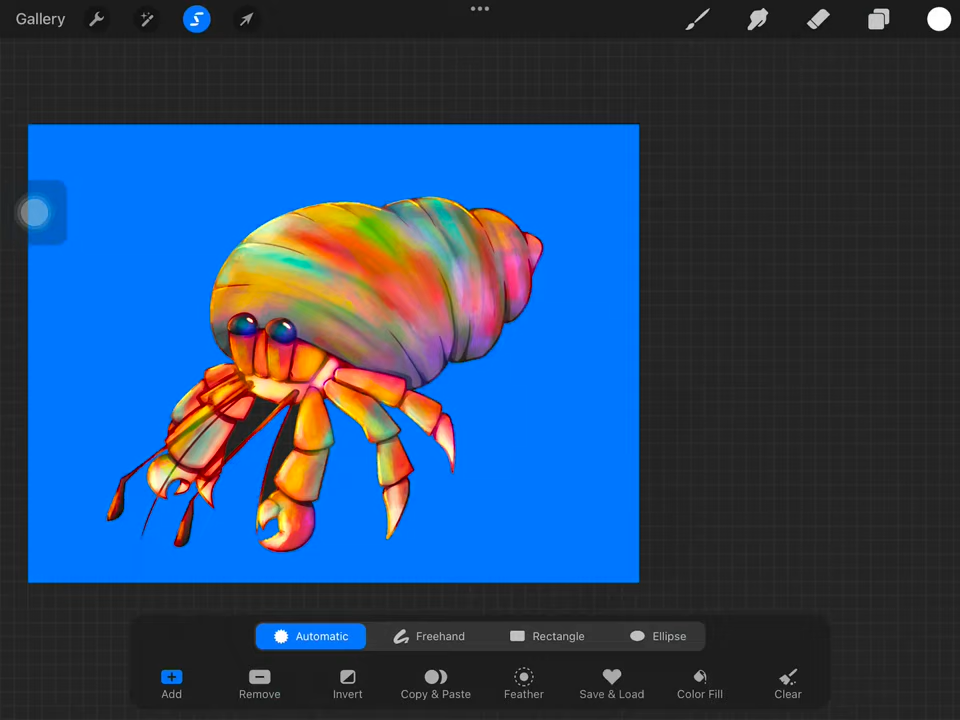 Gallery
Automatic Freehand Rectangle Ellipse
Add Remove Invert Copy & Paste Feather Save & Load Color Fill Clear